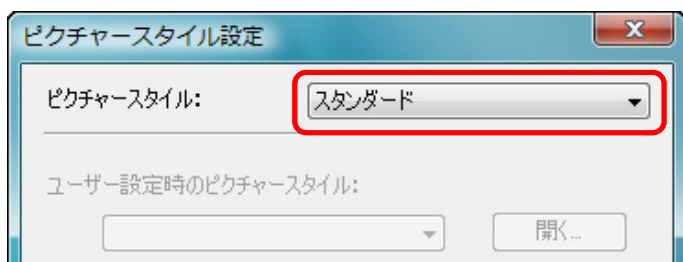 ピクチャースタイル設定
ピクチャースタイル: スタンダード
ユーザー設定時のピクチャースタイル:
開く...